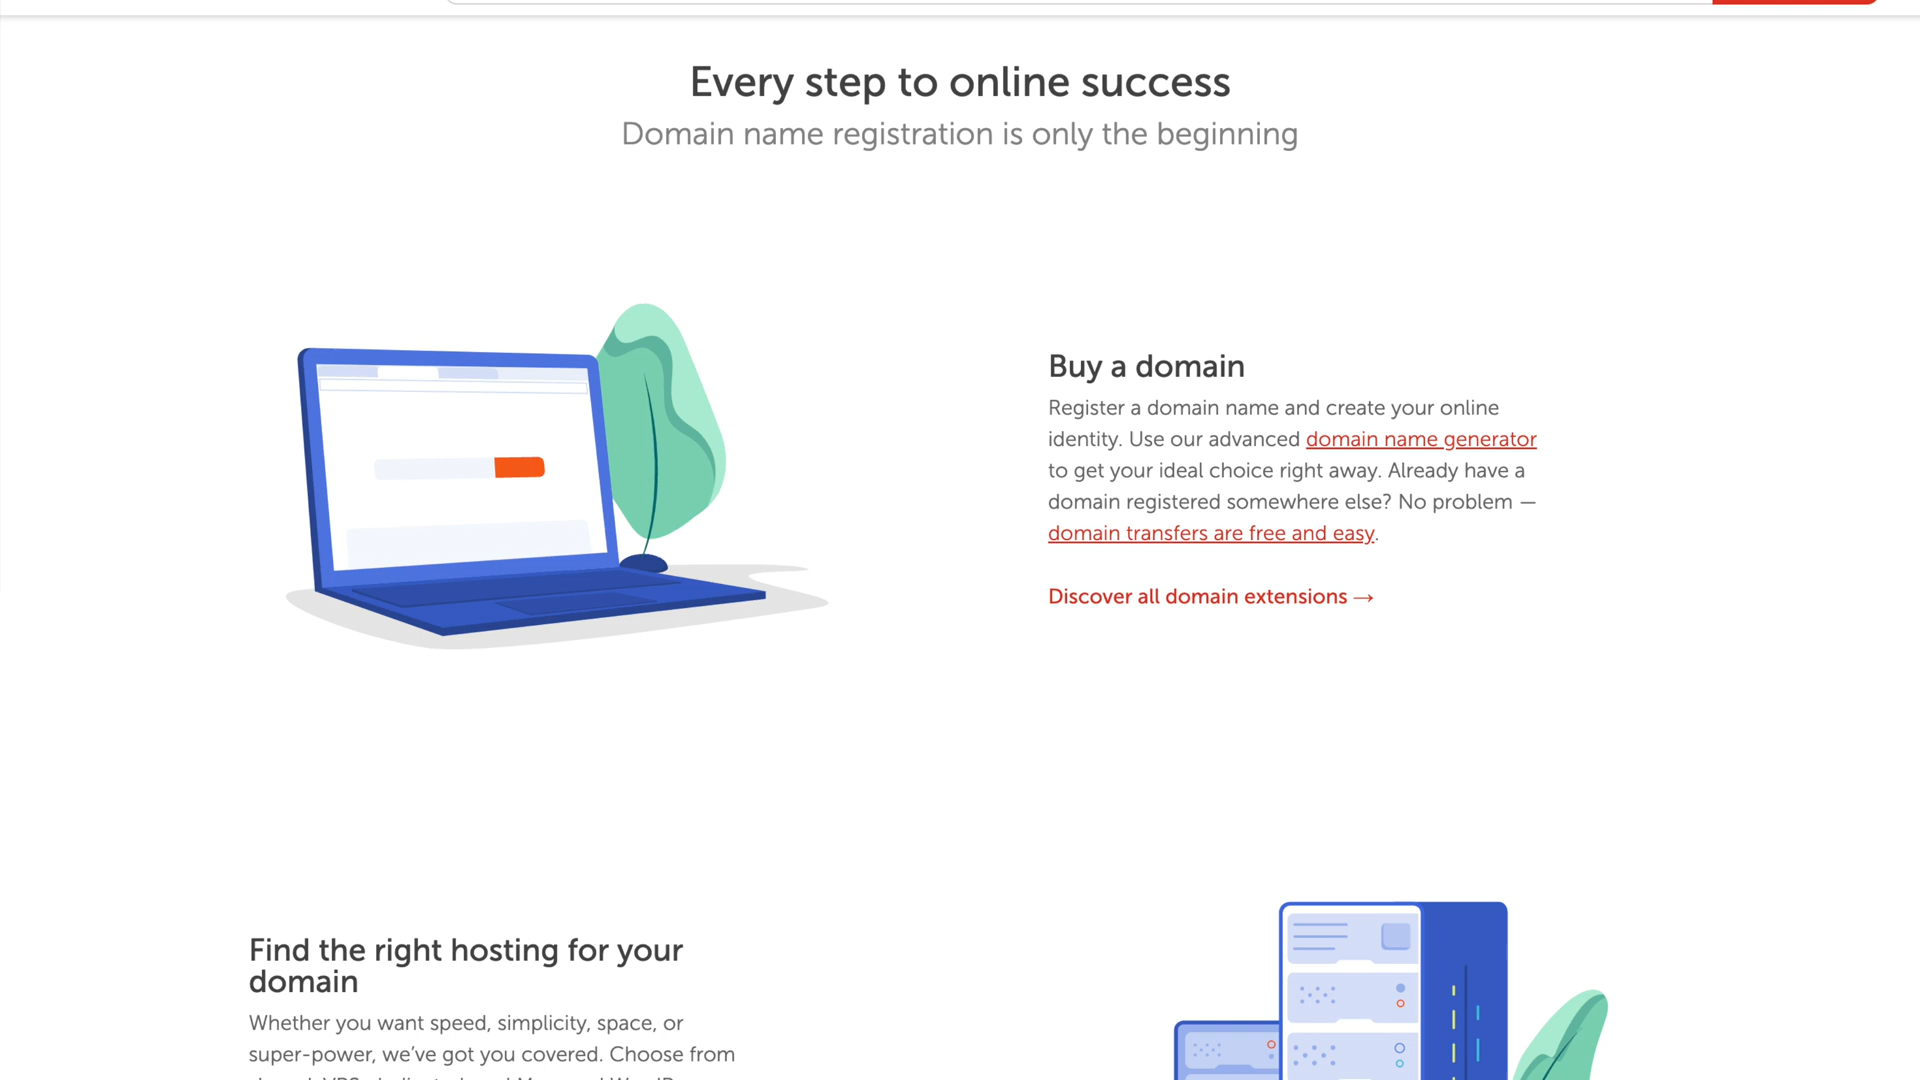 Every step to online success
Domain name registration is only the beginning
Buy a domain
Register a domain name and create your online
identity. Use our advanced domain name generator
to get your ideal choice right away. Already have a
domain registered somewhere else? No problem —
domain transfers are free and easy.
Discover all domain extensions →
Find the right hosting for your
domain
Whether you want speed, simplicity, space, or
super-power, we’ve got you covered. Choose from